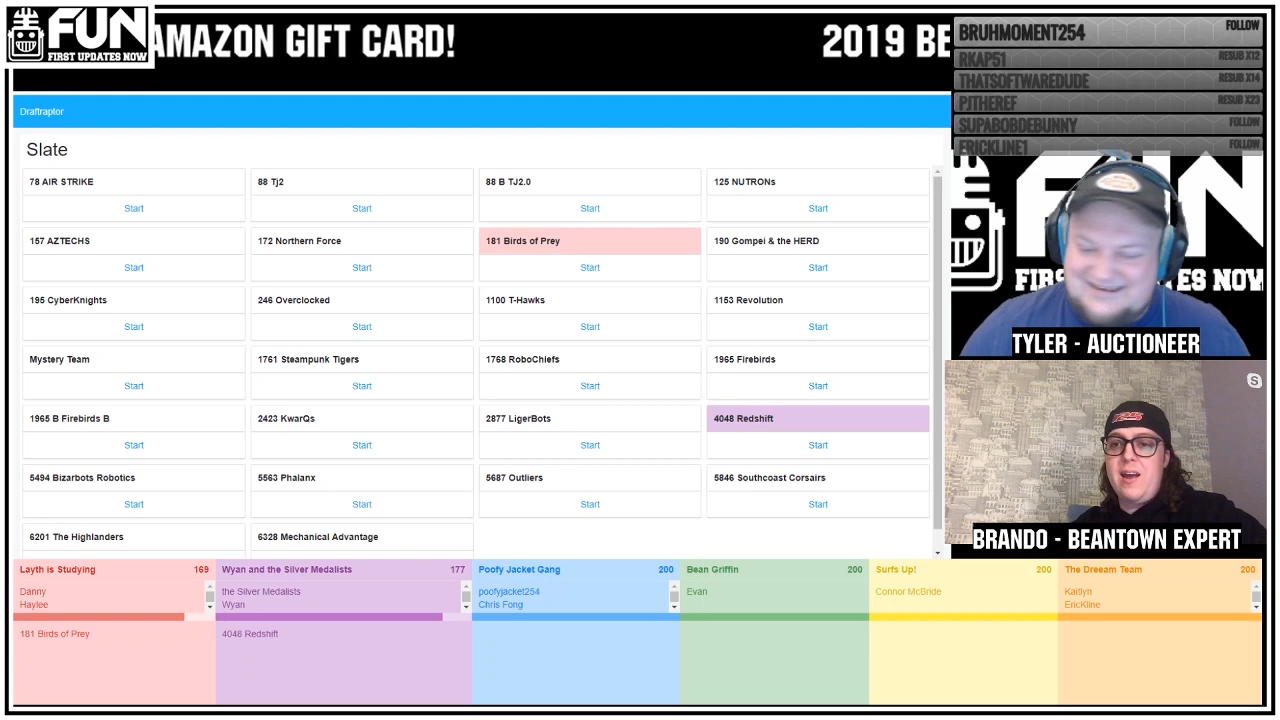 FUN
FIRST UPDATES NOW
AMAZON GIFT CARD!
2019 BE
BRUHMOMENT254 FOLLOW
RKAP51 RESUB X12
THATSOFTWAREDUDE RESUB X14
PJTHEREF RESUB X23
SUPABOBDEBUNNY FOLLOW
ERICKLINE1 FOLLOW
Draftraptor
Slate
78 AIR STRIKE
88 Tj2
88 B TJ2.0
125 NUTRONs
Start
Start
Start
Start
157 AZTECHS
172 Northern Force
181 Birds of Prey
190 Gompei & the HERD
Start
Start
Start
Start
195 CyberKnights
246 Overclocked
1100 T-Hawks
1153 Revolution
Start
Start
Start
Start
Mystery Team
1761 Steampunk Tigers
1768 RoboChiefs
1965 Firebirds
Start
Start
Start
Start
1965 B Firebirds B
2423 KwarQs
2877 LigerBots
4048 Redshift
Start
Start
Start
Start
5494 Bizarbots Robotics
5563 Phalanx
5687 Outliers
5846 Southcoast Corsairs
Start
Start
Start
Start
6201 The Highlanders
6328 Mechanical Advantage
FIRS
ES NOW
TYLER - AUCTIONEER
BRANDO - BEANTOWN EXPERT
Layth is Studying 169
Danny
Haylee
181 Birds of Prey
Wyan and the Silver Medalists 177
the Silver Medalists
Wyan
4048 Redshift
Poofy Jacket Gang 200
poofyjacket254
Chris Fong
Bean Griffin 200
Evan
Surfs Up! 200
Connor McBride
The Dreeam Team 200
Kaitlyn
EricKline